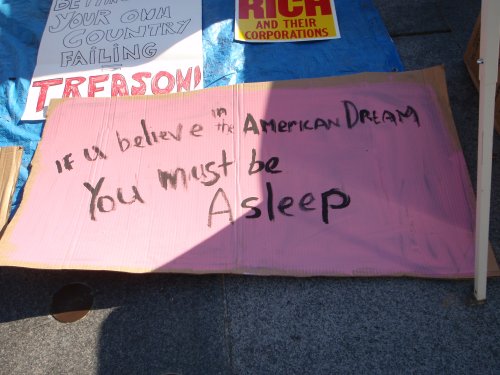 YOUR OWN
COUNTRY
FAILING
TREASON!
RICH
AND THEIR
CORPORATIONS
IF u believe in the AMERICAN DREAM
You must be
Asleep